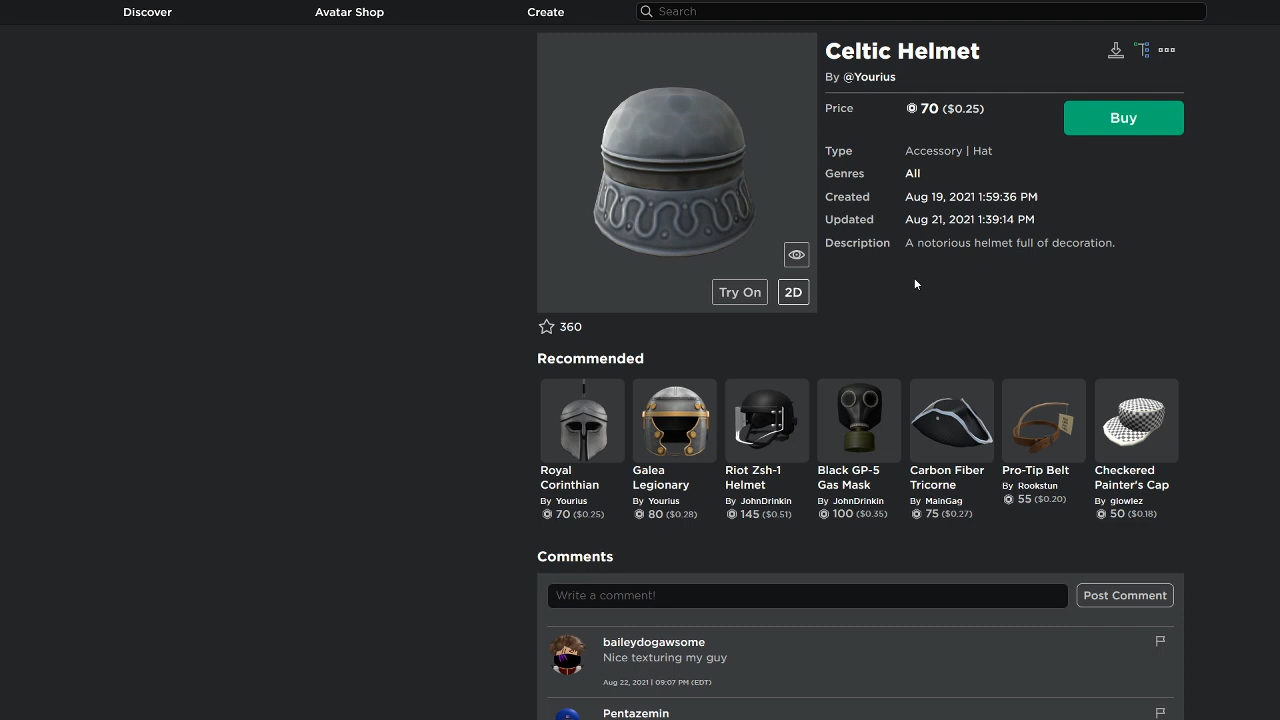 Discover
Avatar Shop
Create
Search
Celtic Helmet
By @Yourius
Price 70 ($0.25)
Buy
Type Accessory | Hat
Genres All
Created Aug 19, 2021 1:59:36 PM
Updated Aug 21, 2021 1:39:14 PM
Description A notorious helmet full of decoration.
Try On
2D
360
Recommended
Royal
Corinthian
By Yourius
70 ($0.25)
Galea
Legionary
By Yourius
80 ($0.28)
Riot Zsh-1
Helmet
By JohnDrinkin
145 ($0.51)
Black GP-5
Gas Mask
By JohnDrinkin
100 ($0.35)
Carbon Fiber
Tricorne
By MainGag
75 ($0.27)
Pro-Tip Belt
By Rookstun
55 ($0.20)
Checkered
Painter's Cap
By glowlez
50 ($0.18)
Comments
Write a comment!
Post Comment
baileydogawsome
Nice texturing my guy
Aug 22, 2021 | 09:07 PM (EDT)
Pentazemin